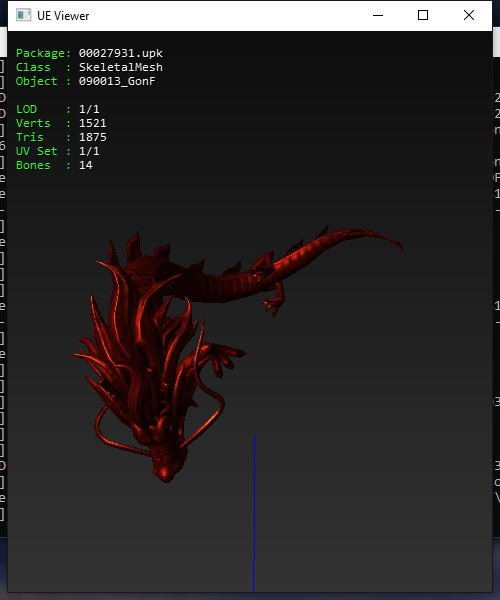 UE Viewer
Package: 00027931.upk
Class  : SkeletalMesh
Object : 090013_GonF
LOD    : 1/1
Verts  : 1521
Tris   : 1875
UV Set : 1/1
Bones  : 14